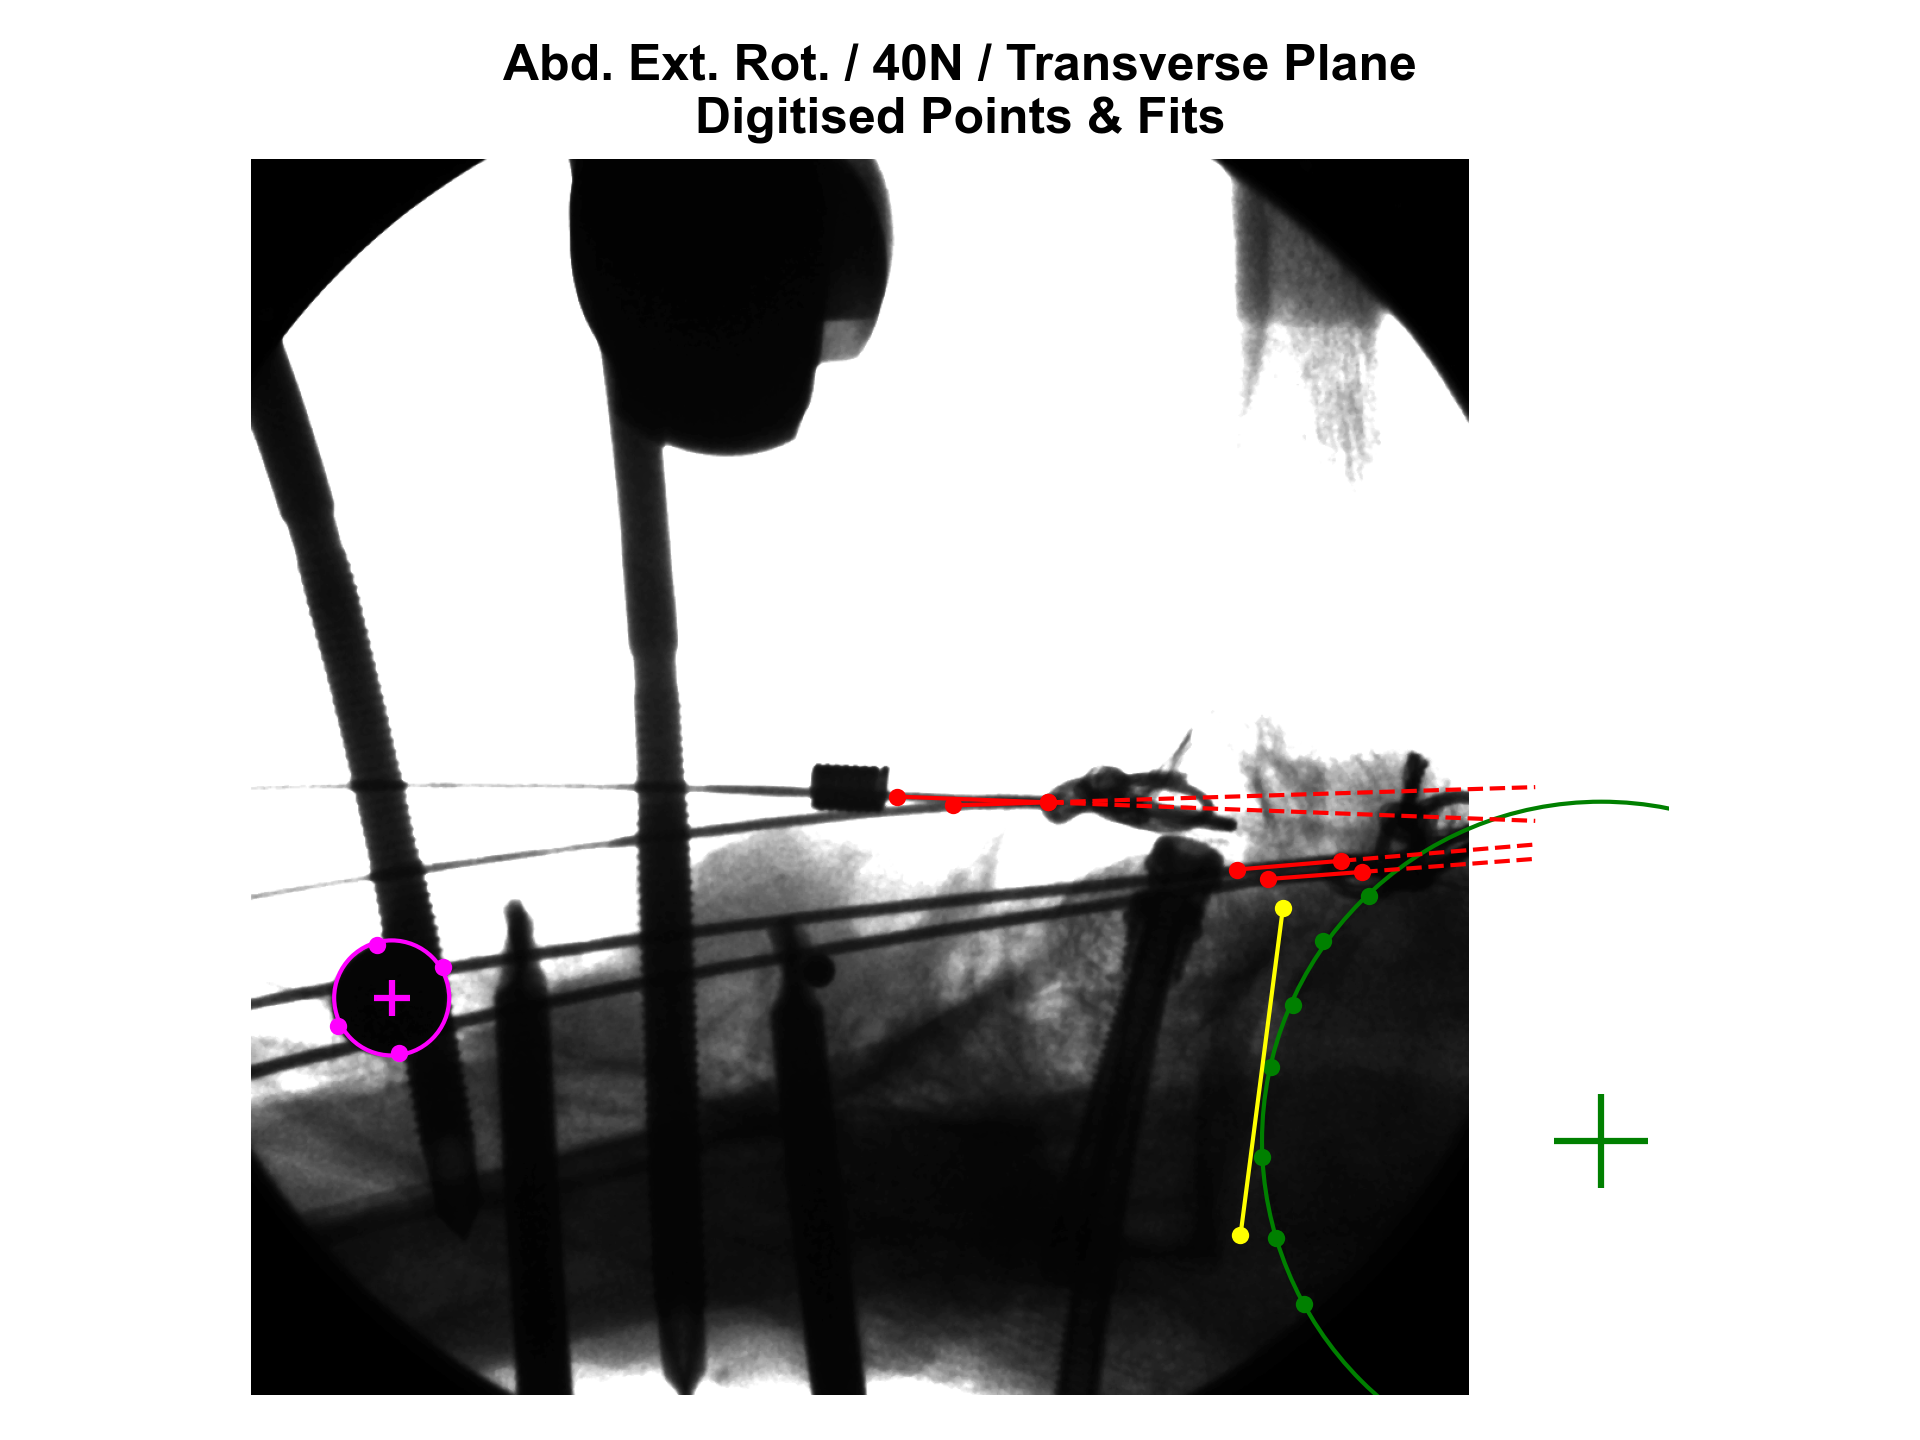 Abd. Ext. Rot. / 40N / Transverse Plane
Digitised Points & Fits